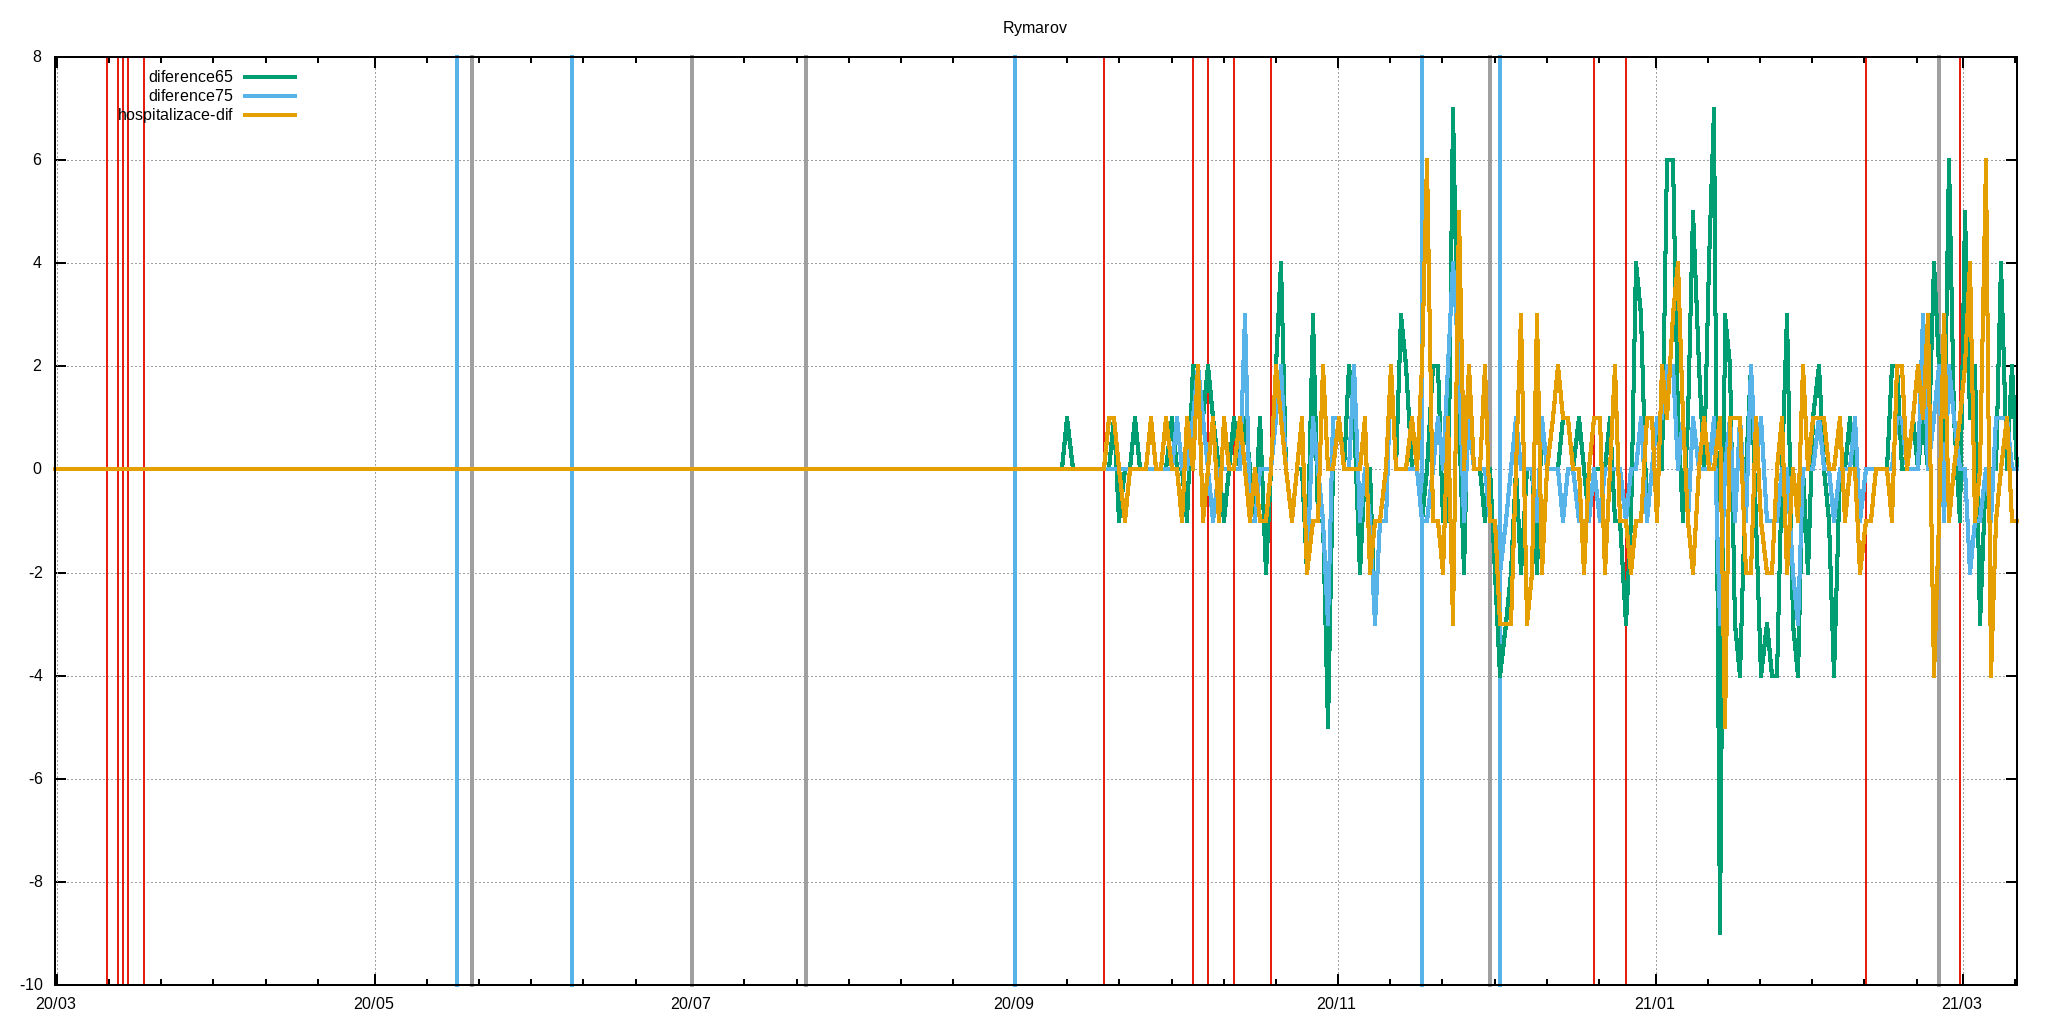 Rymarov
8
diference65
diference75
hospitalizace-dif
6
4
2
0
-2
-4
-6
-8
-10
20/03 20/05 20/07 20/09 20/11 21/01 21/03